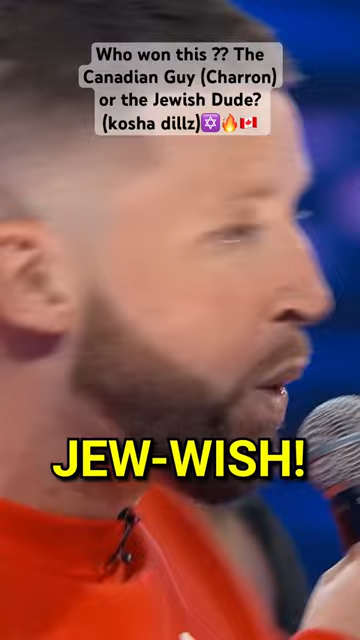 Who won this ?? The
Canadian Guy (Charron)
or the Jewish Dude?
(kosha dillz)✡️🔥🇨🇦
JEW-WISH!